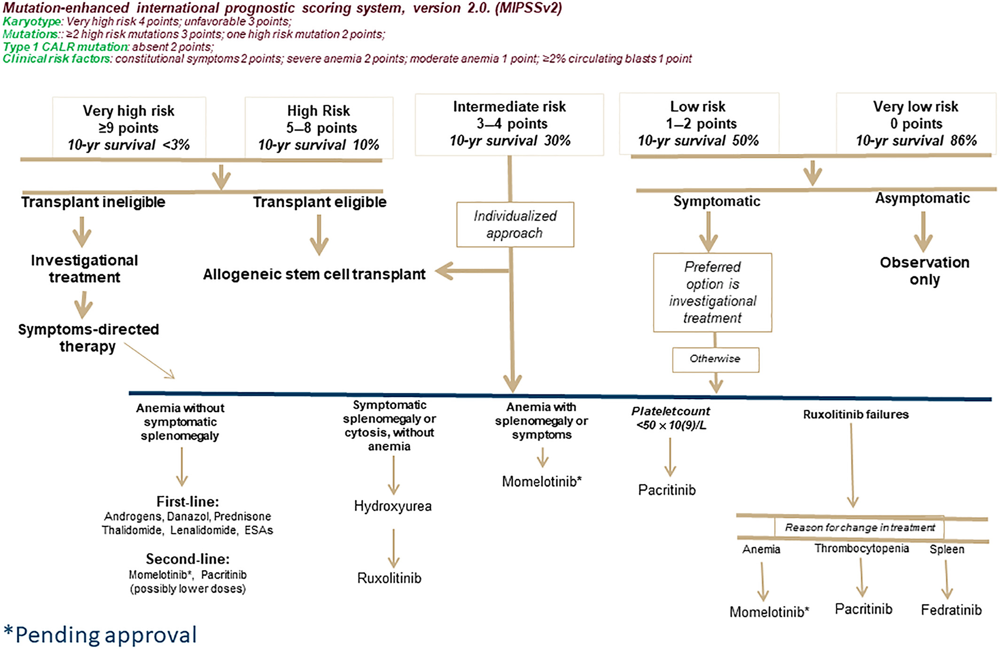 Mutation-enhanced international prognostic scoring system, version 2.0. (MIPSSv2)
Karyotype: Very high risk 4 points; unfavorable 3 points;
Mutations:: ≥2 high risk mutations 3 points; one high risk mutation 2 points;
Type 1 CALR mutation: absent 2 points;
Clinical risk factors: constitutional symptoms 2 points; severe anemia 2 points; moderate anemia 1 point; ≥2% circulating blasts 1 point
Very high risk
≥9 points
10-yr survival <3%
High Risk
5–8 points
10-yr survival 10%
Intermediate risk
3–4 points
10-yr survival 30%
Low risk
1–2 points
10-yr survival 50%
Very low risk
0 points
10-yr survival 86%
Transplant ineligible
Transplant eligible
Individualized
approach
Symptomatic
Asymptomatic
Investigational
treatment
Allogeneic stem cell transplant
Preferred
option is
investigational
treatment
Observation
only
Symptoms-directed
therapy
Otherwise
Anemia without
symptomatic
splenomegaly
Symptomatic
splenomegaly or
cytosis, without
anemia
Anemia with
splenomegaly or
symptoms
Platelet count
<50 × 10(9)/L
Ruxolitinib failures
First-line:
Androgens, Danazol, Prednisone
Thalidomide, Lenalidomide, ESAs
Second-line:
Momelotinib*, Pacritinib
(possibly lower doses)
Hydroxyurea
Ruxolitinib
Momelotinib*
Pacritinib
Reason for change in treatment
Anemia
Thrombocytopenia
Spleen
Momelotinib*
Pacritinib
Fedratinib
*Pending approval